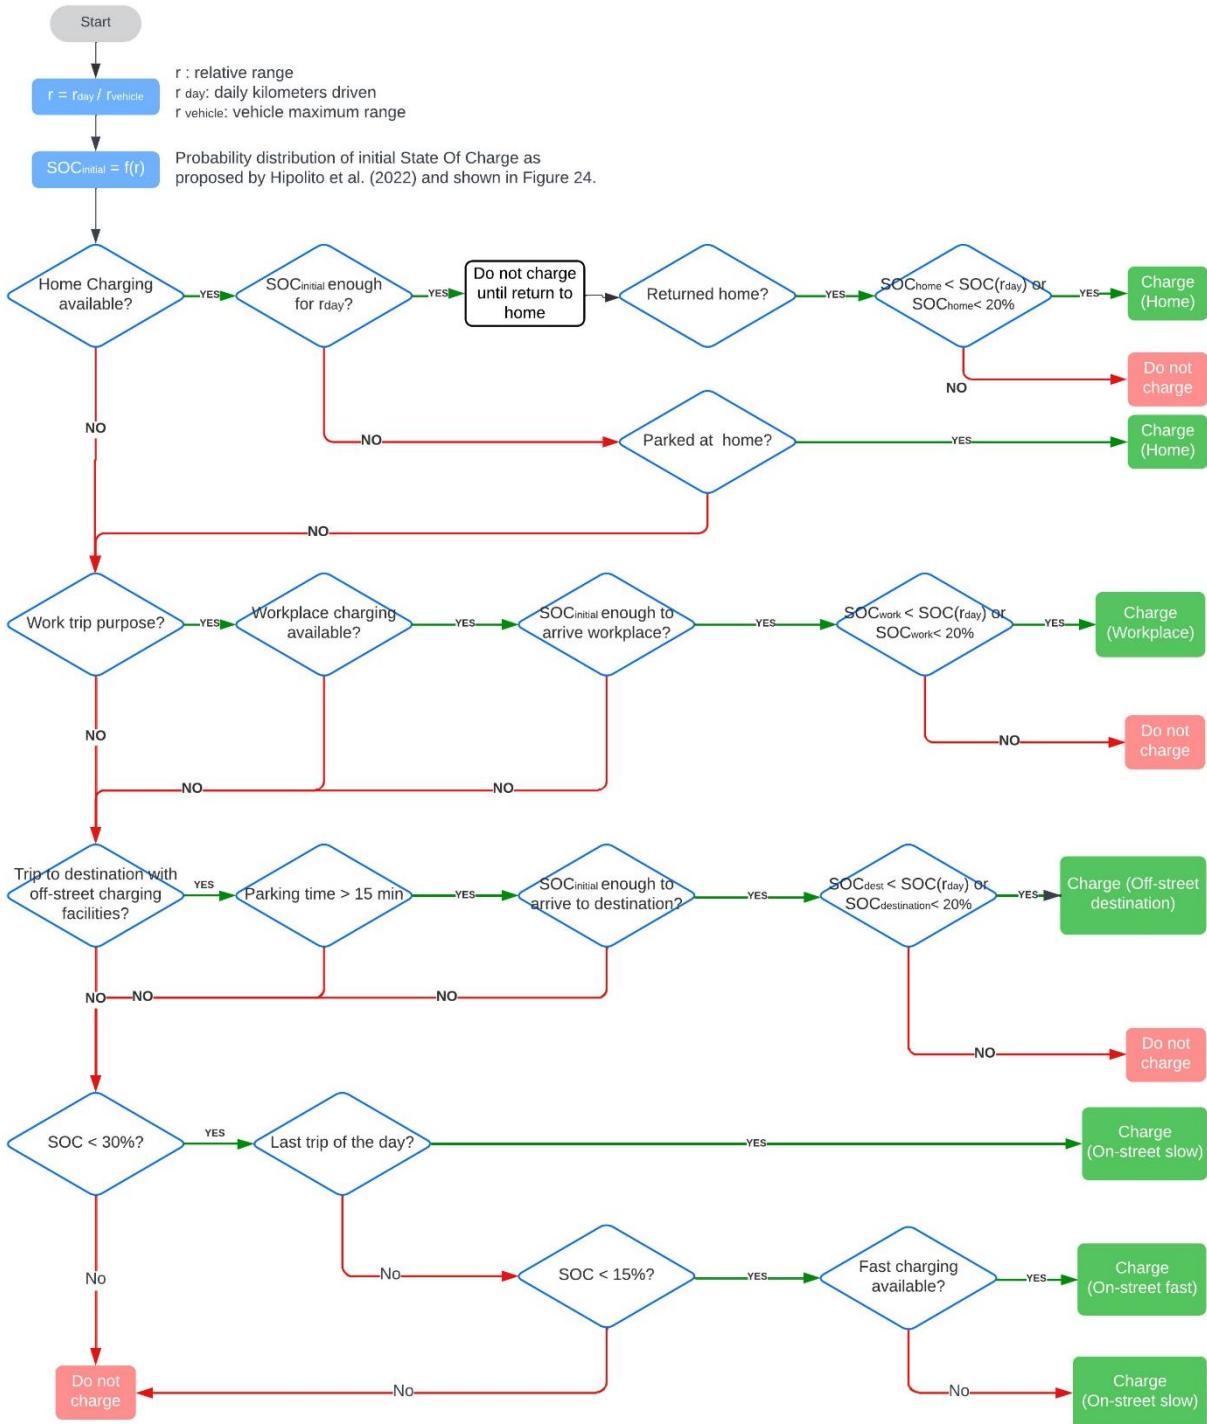 Start
r = rday / rvehicle
r : relative range
r day: daily kilometers driven
r vehicle: vehicle maximum range
SOCinitial = f(r)
Probability distribution of initial State Of Charge as
proposed by Hipolito et al. (2022) and shown in Figure 24.
Home Charging
available?
YES
SOCinitial enough
for rday?
YES
Do not charge
until return to
home
Returned home?
YES
SOChome < SOC(rday) or
SOChome< 20%
YES
Charge
(Home)
NO
Do not
charge
NO
NO
Parked at home?
YES
Charge
(Home)
NO
Work trip purpose?
YES
Workplace charging
available?
YES
SOCinitial enough to
arrive workplace?
YES
SOCwork < SOC(rday) or
SOCwork< 20%
YES
Charge
(Workplace)
NO
NO
Do not
charge
NO
NO
Trip to destination with
off-street charging
facilities?
YES
Parking time > 15 min
YES
SOCinitial enough to
arrive to destination?
YES
SOCdest < SOC(rday) or
SOCdestination< 20%
YES
Charge (Off-street
destination)
NO
NO
NO
NO
Do not
charge
SOC < 30%?
YES
Last trip of the day?
YES
Charge
(On-street slow)
No
No
SOC < 15%?
YES
Fast charging
available?
YES
Charge
(On-street fast)
Do not
charge
No
No
Charge
(On-street slow)